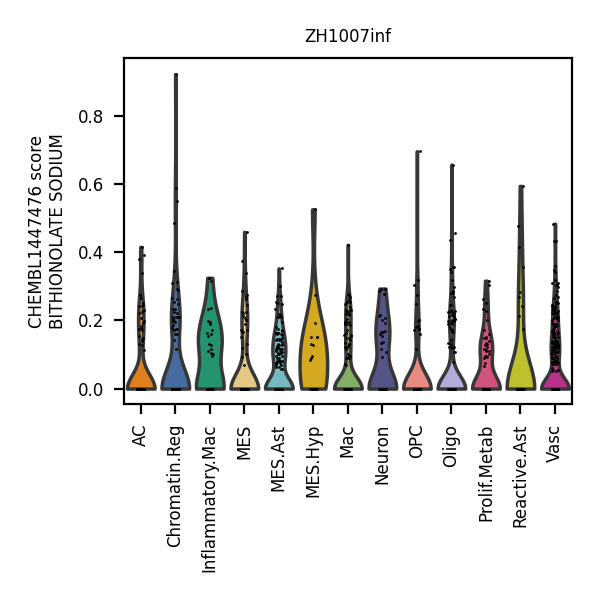 ZH1007inf
CHEMBL1447476 score
BITHIONOLATE SODIUM
0.8
0.6
0.4
0.2
0.0
AC
Chromatin.Reg
Inflammatory.Mac
MES
MES.Ast
MES.Hyp
Mac
Neuron
OPC
Oligo
Prolif.Metab
Reactive.Ast
Vasc